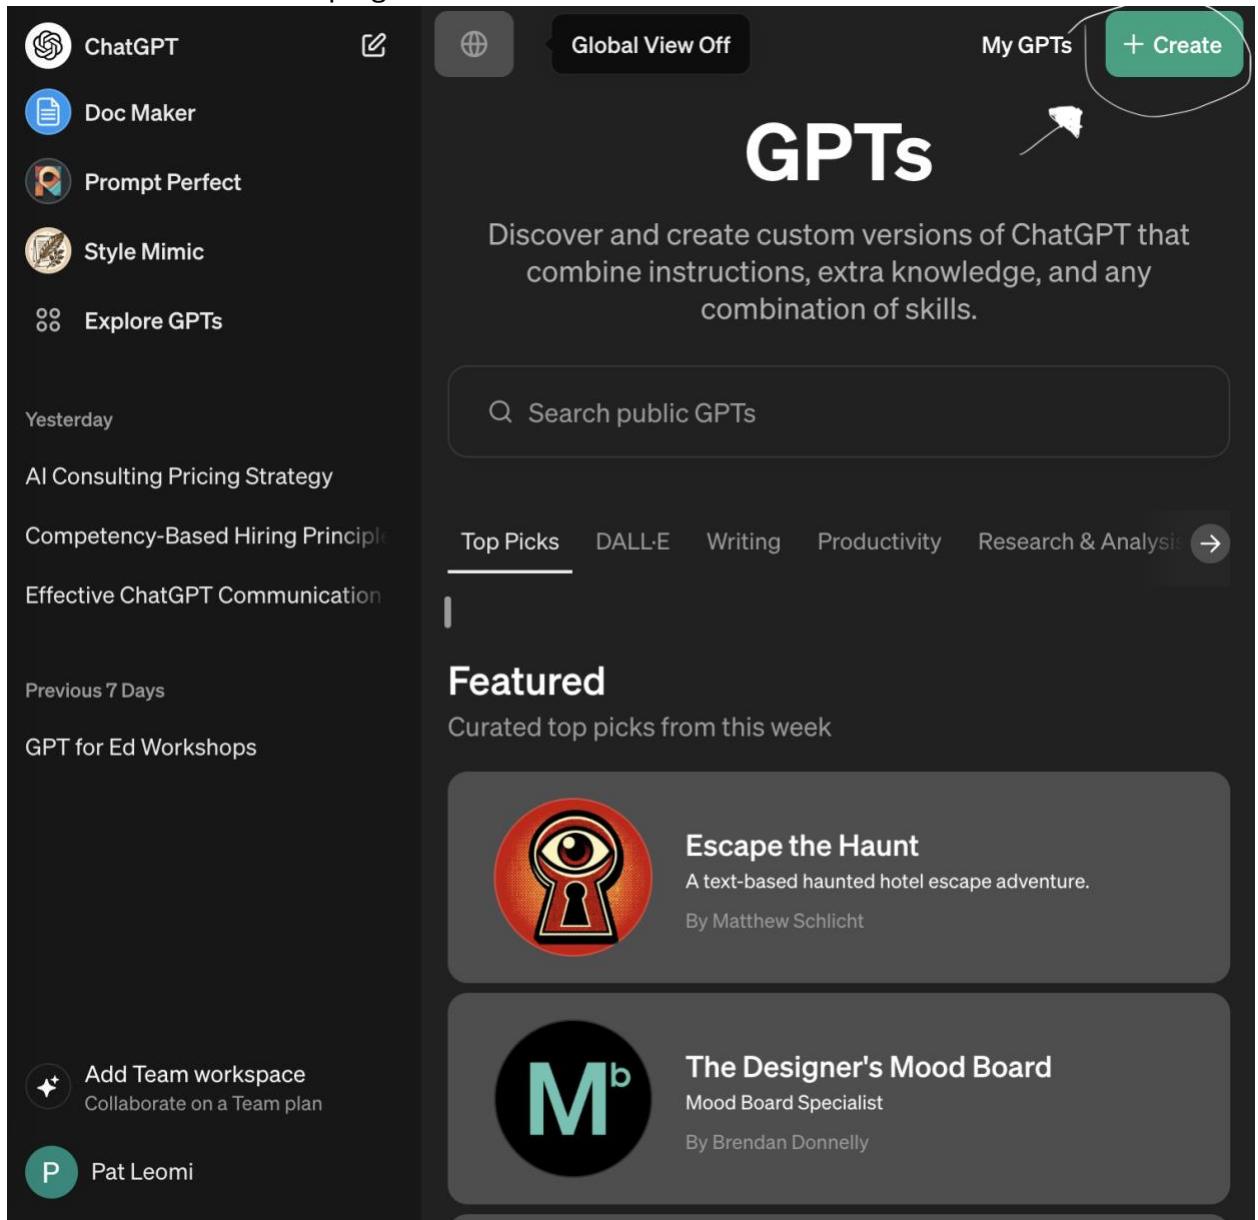 ChatGPT
Doc Maker
Prompt Perfect
Style Mimic
Explore GPTs
Yesterday
AI Consulting Pricing Strategy
Competency-Based Hiring
Effective ChatGPT Communication
Previous 7 Days
GPT for Ed Workshops
Add Team workspace
Collaborate on a Team plan
P
Pat Leomi
Global View Off
My GPTs
+ Create
GPTs
Discover and create custom versions of ChatGPT that
combine instructions, extra knowledge, and any
combination of skills.
Search public GPTs
Top Picks DALL·E Writing Productivity Research &
Featured
Curated top picks from this week
Escape the Haunt
A text-based haunted hotel escape adventure.
By Matthew Schlicht
Mb
The Designer's Mood Board
Mood Board Specialist
By Brendan Donnelly